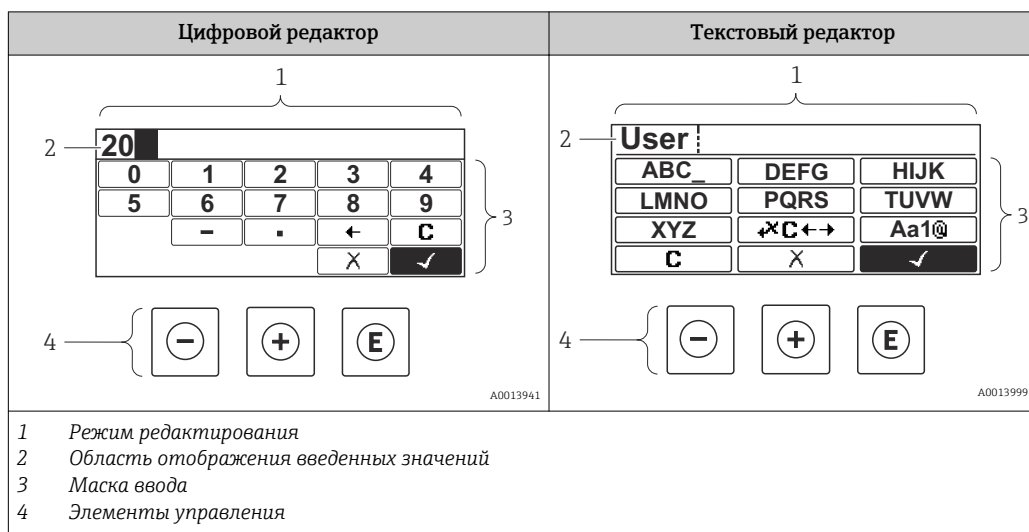 Цифровой редактор
1
2
20
0 1 2 3 4
5 6 7 8 9
− . ← C
X ✓
3
4
− + E
A0013941
Текстовый редактор
1
2
User
ABC_ DEFG HIJK
LMNO PQRS TUVW
XYZ ↶×C←→ Aa1@
C X ✓
3
4
− + E
A0013999
1 Режим редактирования
2 Область отображения введенных значений
3 Маска ввода
4 Элементы управления